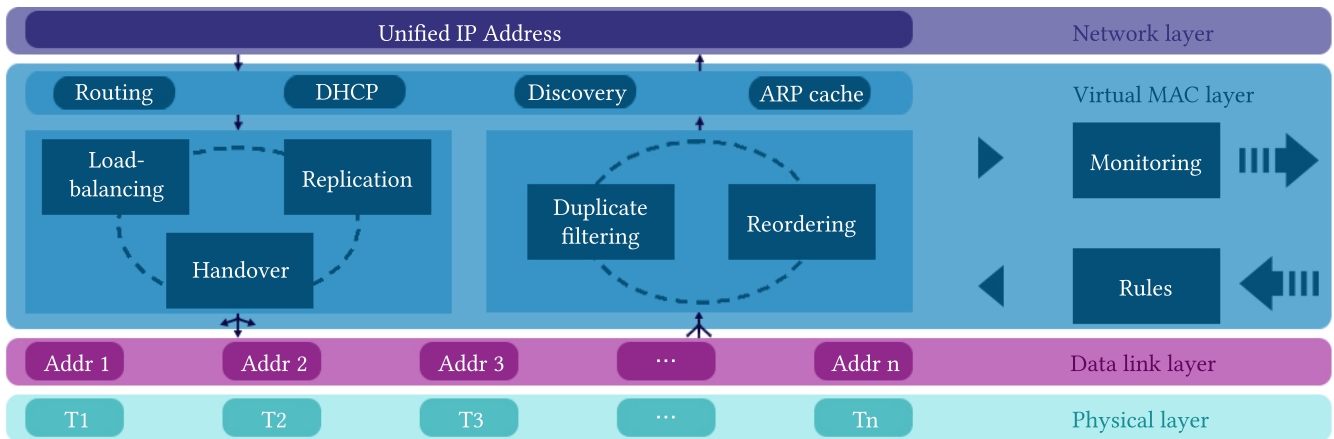 Unified IP Address
Network layer
Routing
DHCP
Discovery
ARP cache
Virtual MAC layer
Load-
balancing
Replication
Handover
Duplicate
filtering
Reordering
Monitoring
Rules
Addr 1
Addr 2
Addr 3
...
Addr n
Data link layer
T1
T2
T3
...
Tn
Physical layer